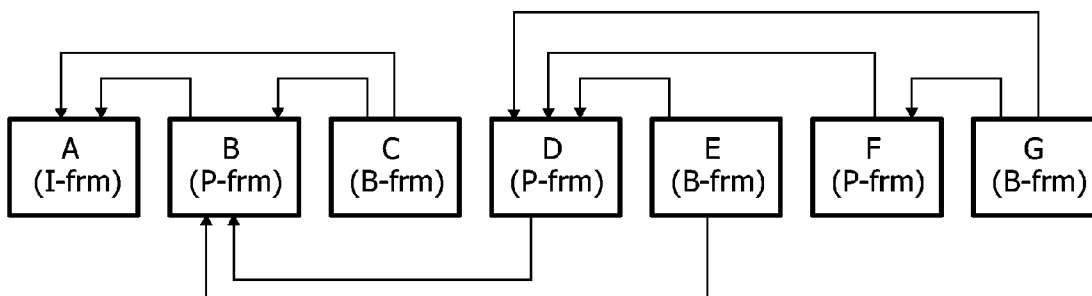 A
(I-frm)
B
(P-frm)
C
(B-frm)
D
(P-frm)
E
(B-frm)
F
(P-frm)
G
(B-frm)